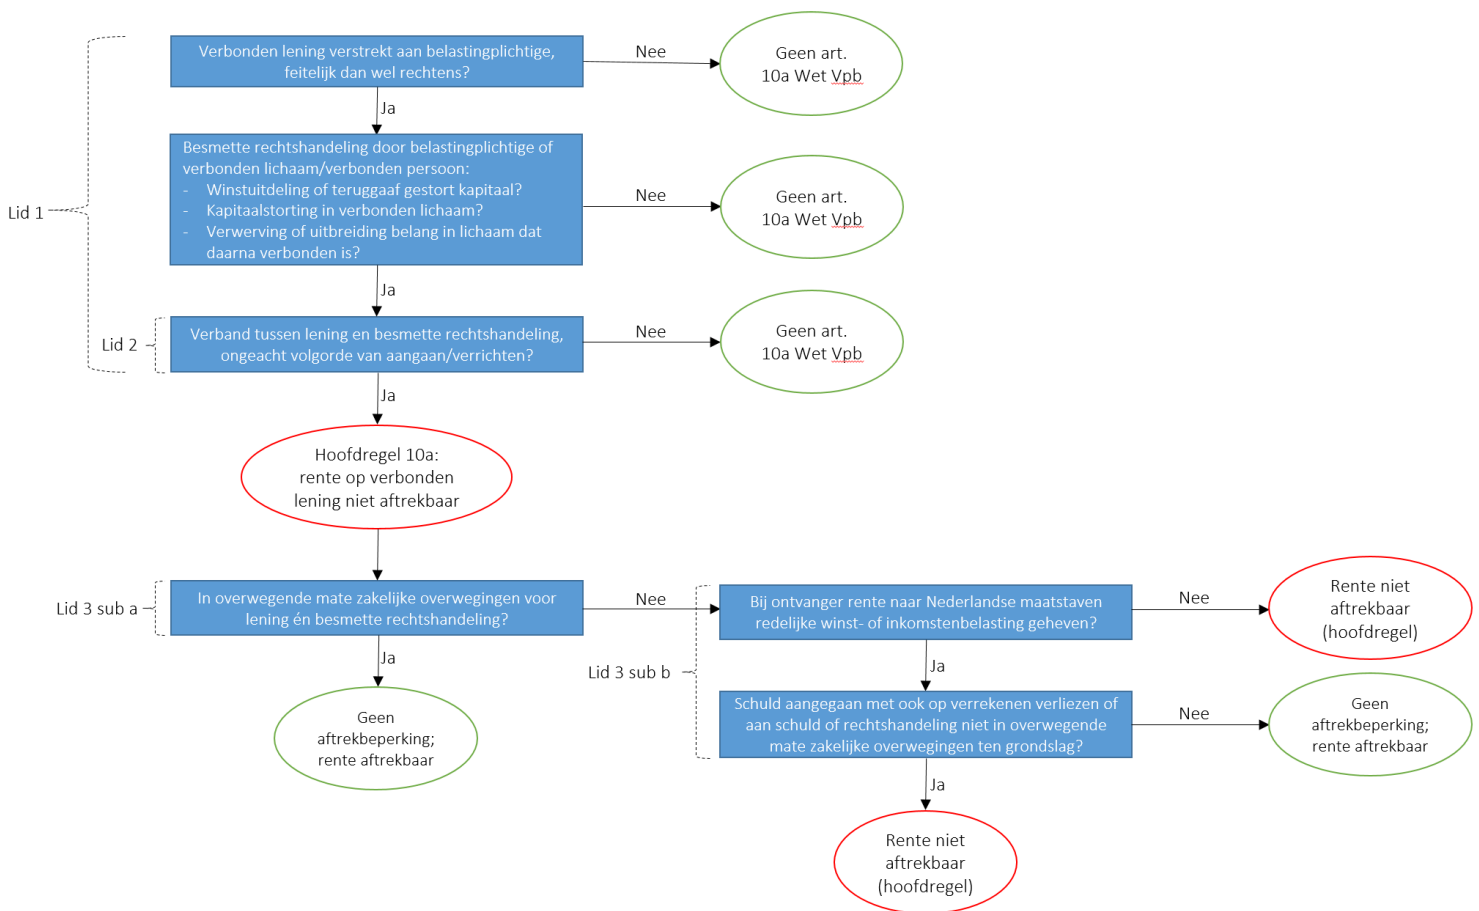 Verbonden lening verstrekt aan belastingplichtige,
feitelijk dan wel rechtens?
Nee
Geen art.
10a Wet Vpb
Ja
Besmette rechtshandeling door belastingplichtige of
verbonden lichaam/verbonden persoon:
- Winstuitdeling of teruggaaf gestort kapitaal?
- Kapitaalstorting in verbonden lichaam?
- Verwerving of uitbreiding belang in lichaam dat
daarna verbonden is?
Nee
Geen art.
10a Wet Vpb
Lid 1
Ja
Lid 2
Verband tussen lening en besmette rechtshandeling,
ongeacht volgorde van aangaan/verrichten?
Nee
Geen art.
10a Wet Vpb
Ja
Hoofdregel 10a:
rente op verbonden
lening niet aftrekbaar
Lid 3 sub a
In overwegende mate zakelijke overwegingen voor
lening én besmette rechtshandeling?
Nee
Ja
Geen
aftrekbeperking;
rente aftrekbaar
Lid 3 sub b
Bij ontvanger rente naar Nederlandse maatstaven
redelijke winst- of inkomstenbelasting geheven?
Nee
Rente niet
aftrekbaar
(hoofdregel)
Ja
Schuld aangegaan met ook op verrekenen verliezen of
aan schuld of rechtshandeling niet in overwegende
mate zakelijke overwegingen ten grondslag?
Nee
Geen
aftrekbeperking;
rente aftrekbaar
Ja
Rente niet
aftrekbaar
(hoofdregel)